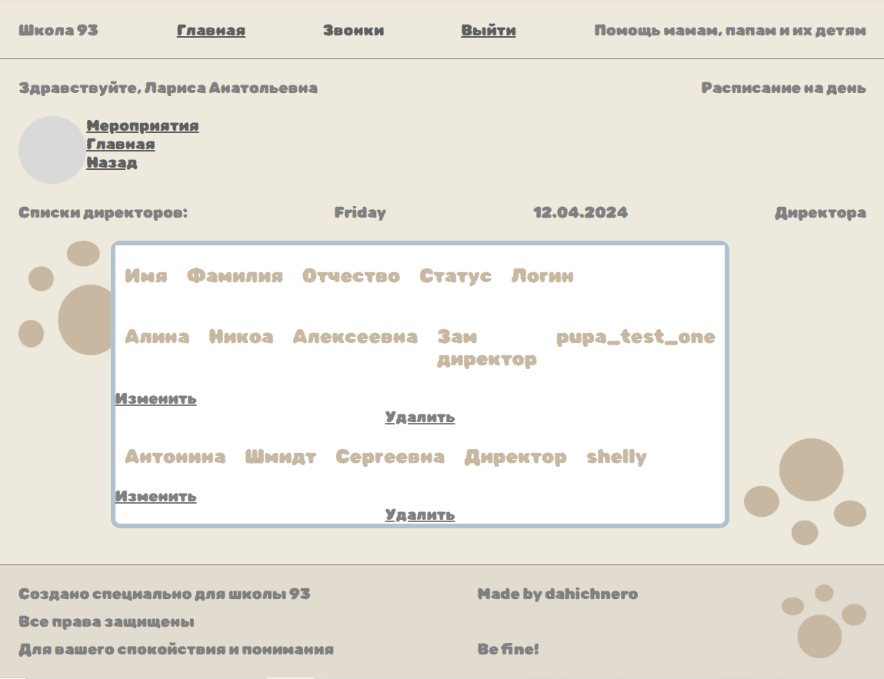 Школа 93 Главная Звонки Выйти Помощь мамам, папам и их детям
Здравствуйте, Лариса Анатольевна Расписание на день
Мероприятия
Главная
Назад
Списки директоров: Friday 12.04.2024 Директора
Имя Фамилия Отчество Статус Логин
Алина Никоа Алексеевна Зам директор pupa_test_one
Изменить
Удалить
Антонина Шмидт Сергеевна Директор shelly
Изменить
Удалить
Создано специально для школы 93 Made by dahichnero
Все права защищены
Для вашего спокойствия и понимания Be fine!